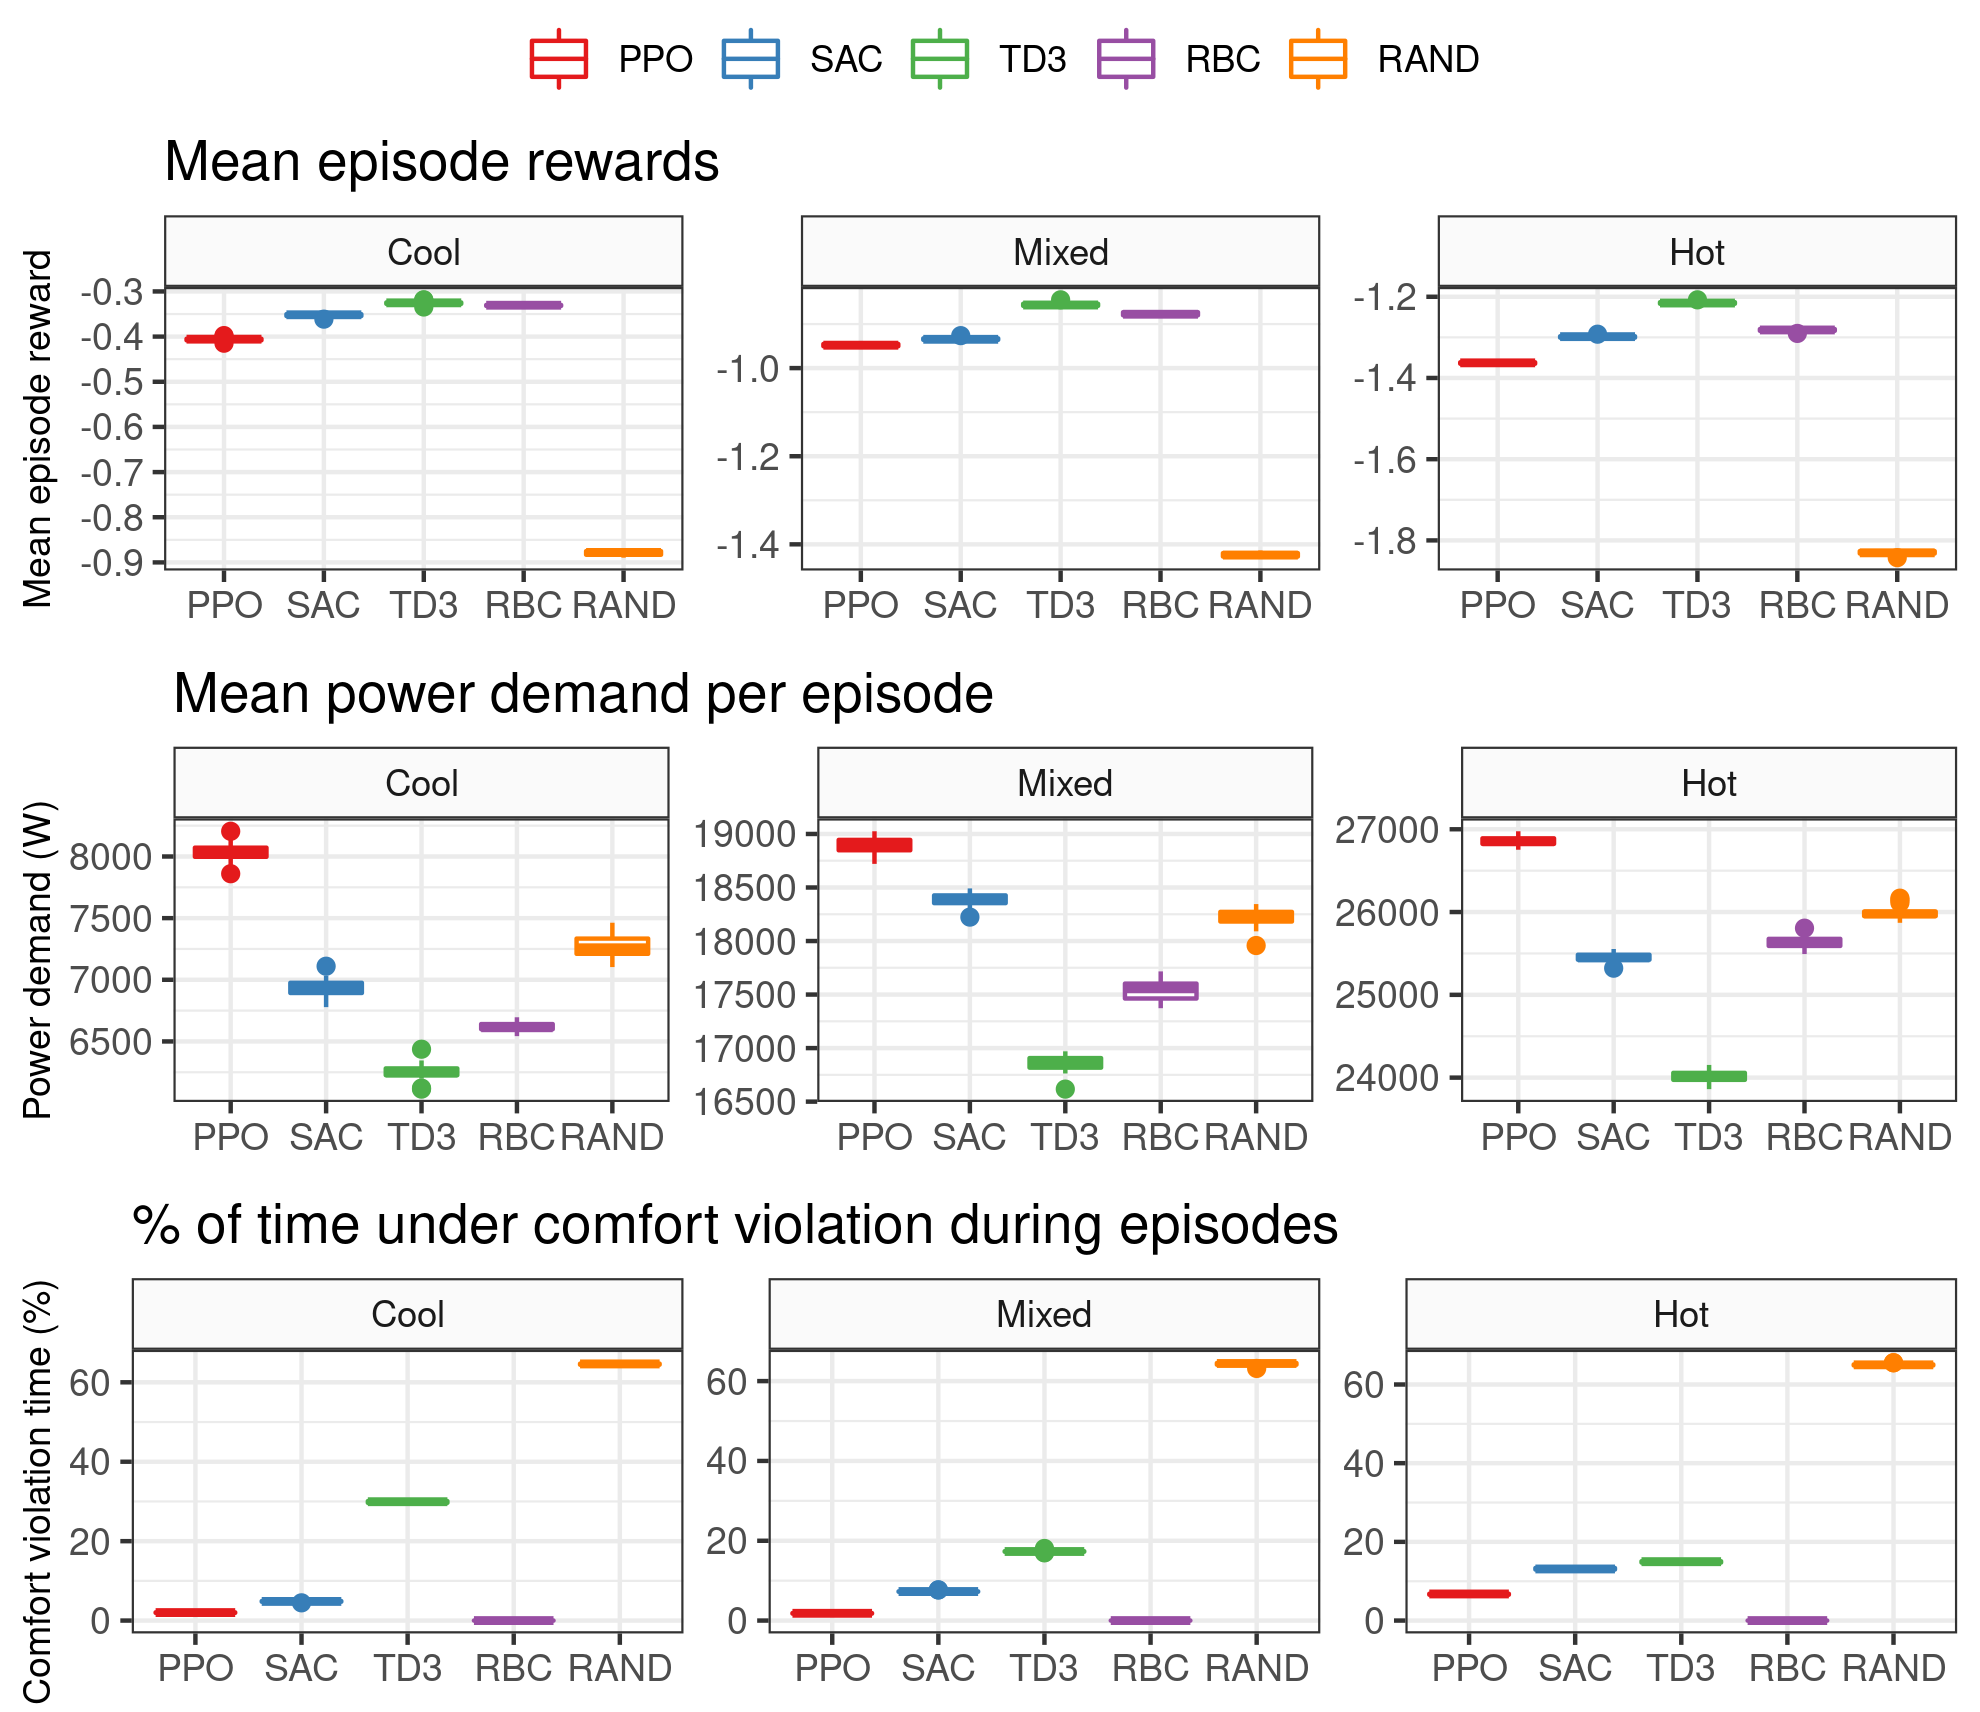 PPO SAC TD3 RBC RAND
Mean episode rewards
Mean episode reward
Cool
-0.3
-0.4
-0.5
-0.6
-0.7
-0.8
-0.9
PPO SAC TD3 RBC RAND
Mixed
-1.0
-1.2
-1.4
PPO SAC TD3 RBC RAND
Hot
-1.2
-1.4
-1.6
-1.8
PPO SAC TD3 RBC RAND
Mean power demand per episode
Power demand (W)
Cool
8000
7500
7000
6500
PPO SAC TD3 RBC RAND
Mixed
19000
18500
18000
17500
17000
16500
PPO SAC TD3 RBC RAND
Hot
27000
26000
25000
24000
PPO SAC TD3 RBC RAND
% of time under comfort violation during episodes
Comfort violation time (%)
Cool
60
40
20
0
PPO SAC TD3 RBC RAND
Mixed
60
40
20
0
PPO SAC TD3 RBC RAND
Hot
60
40
20
0
PPO SAC TD3 RBC RAND